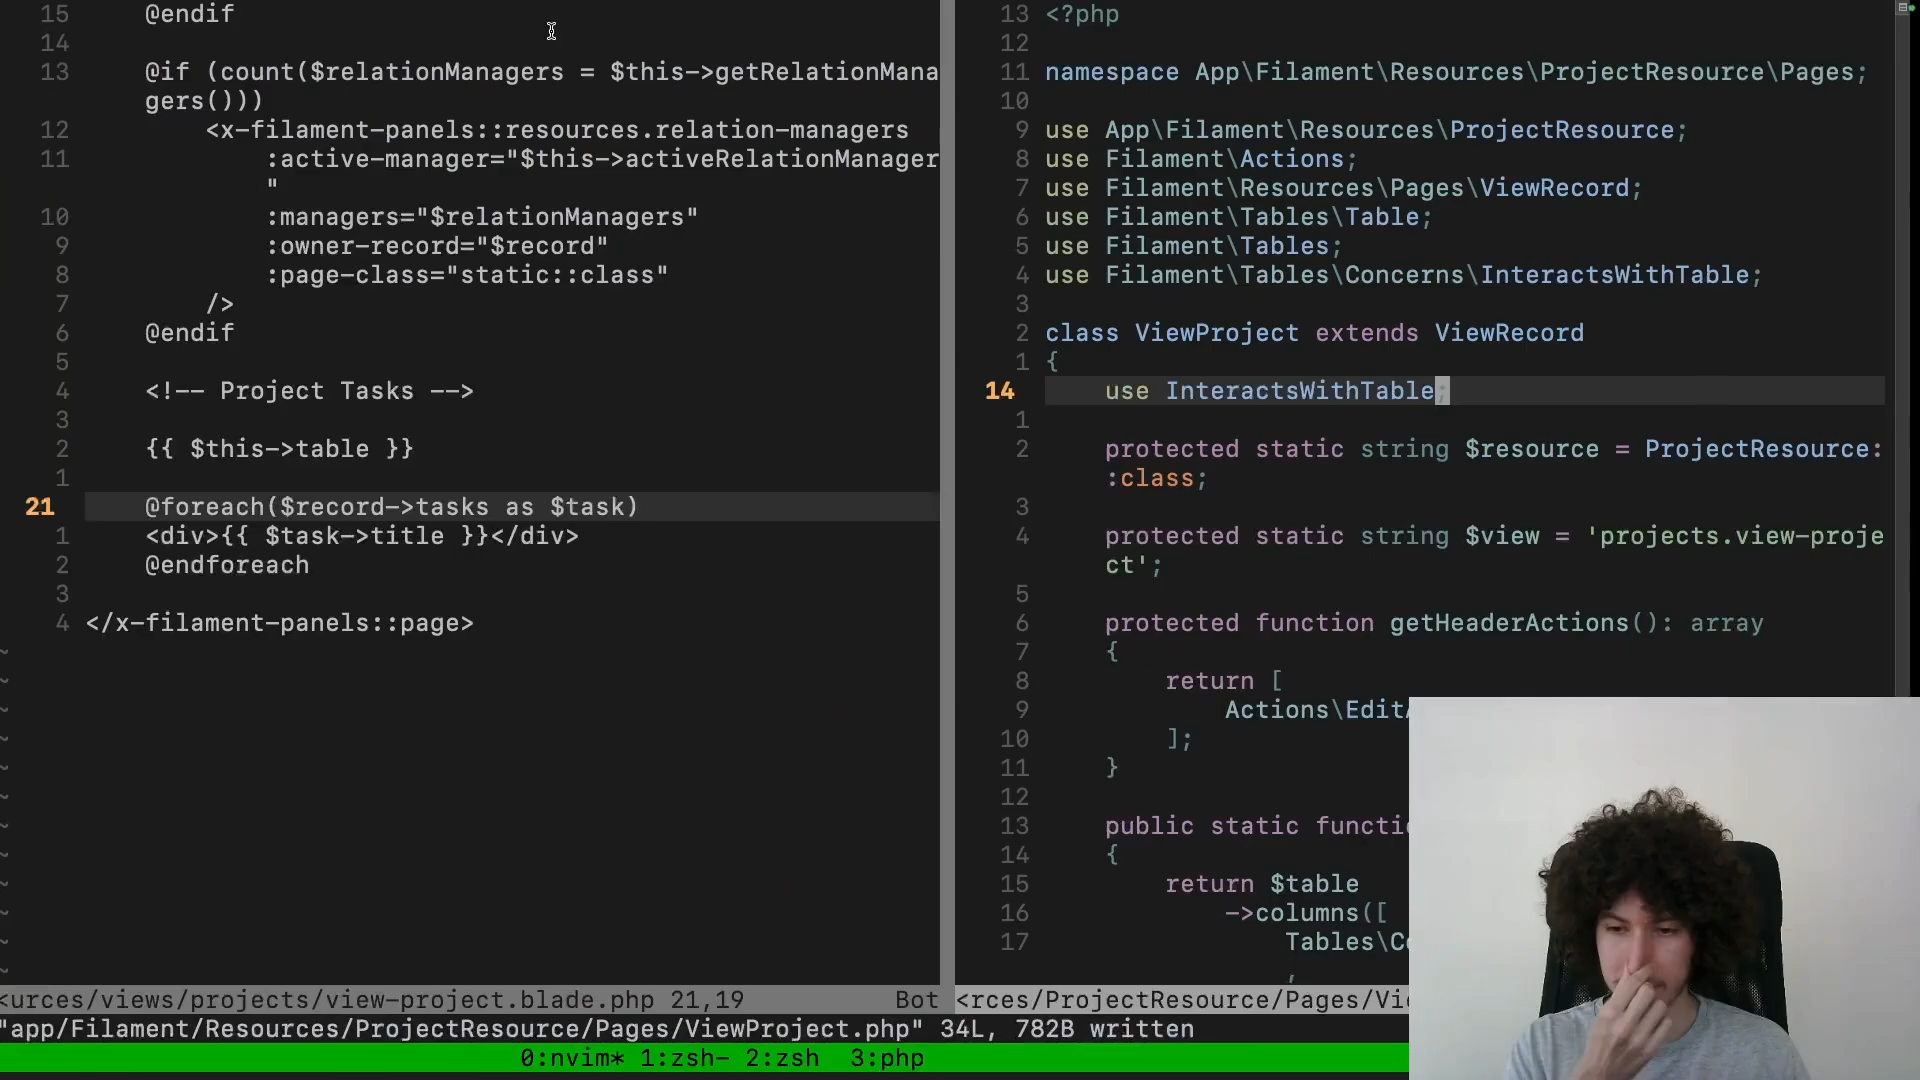 15 @endif
14
13 @if (count($relationManagers = $this->getRelationMana
gers()))
12 <x-filament-panels::resources.relation-managers
11 :active-manager="$this->activeRelationManager
"
10 :managers="$relationManagers"
9 :owner-record="$record"
8 :page-class="static::class"
7 />
6 @endif
5
4 <!-- Project Tasks -->
3
2 {{ $this->table }}
1
21 @foreach($record->tasks as $task)
1 <div>{{ $task->title }}</div>
2 @endforeach
3
4 </x-filament-panels::page>
~
~
~
~
~
~
~
~
~
~
~
~
<urces/views/projects/view-project.blade.php 21,19 Bot
13 <?php
12
11 namespace App\Filament\Resources\ProjectResource\Pages;
10
9 use App\Filament\Resources\ProjectResource;
8 use Filament\Actions;
7 use Filament\Resources\Pages\ViewRecord;
6 use Filament\Tables\Table;
5 use Filament\Tables;
4 use Filament\Tables\Concerns\InteractsWithTable;
3
2 class ViewProject extends ViewRecord
1 {
14 use InteractsWithTable;
1
2 protected static string $resource = ProjectResource:
:class;
3
4 protected static string $view = 'projects.view-proje
ct';
5
6 protected function getHeaderActions(): array
7 {
8 return [
9 Actions\Edit
10 ];
11 }
12
13 public static functi
14 {
15 return $table
16 ->columns([
17 Tables\C
,
<rces/ProjectResource/Pages/Vi
"app/Filament/Resources/ProjectResource/Pages/ViewProject.php" 34L, 782B written
0:nvim* 1:zsh- 2:zsh 3:php